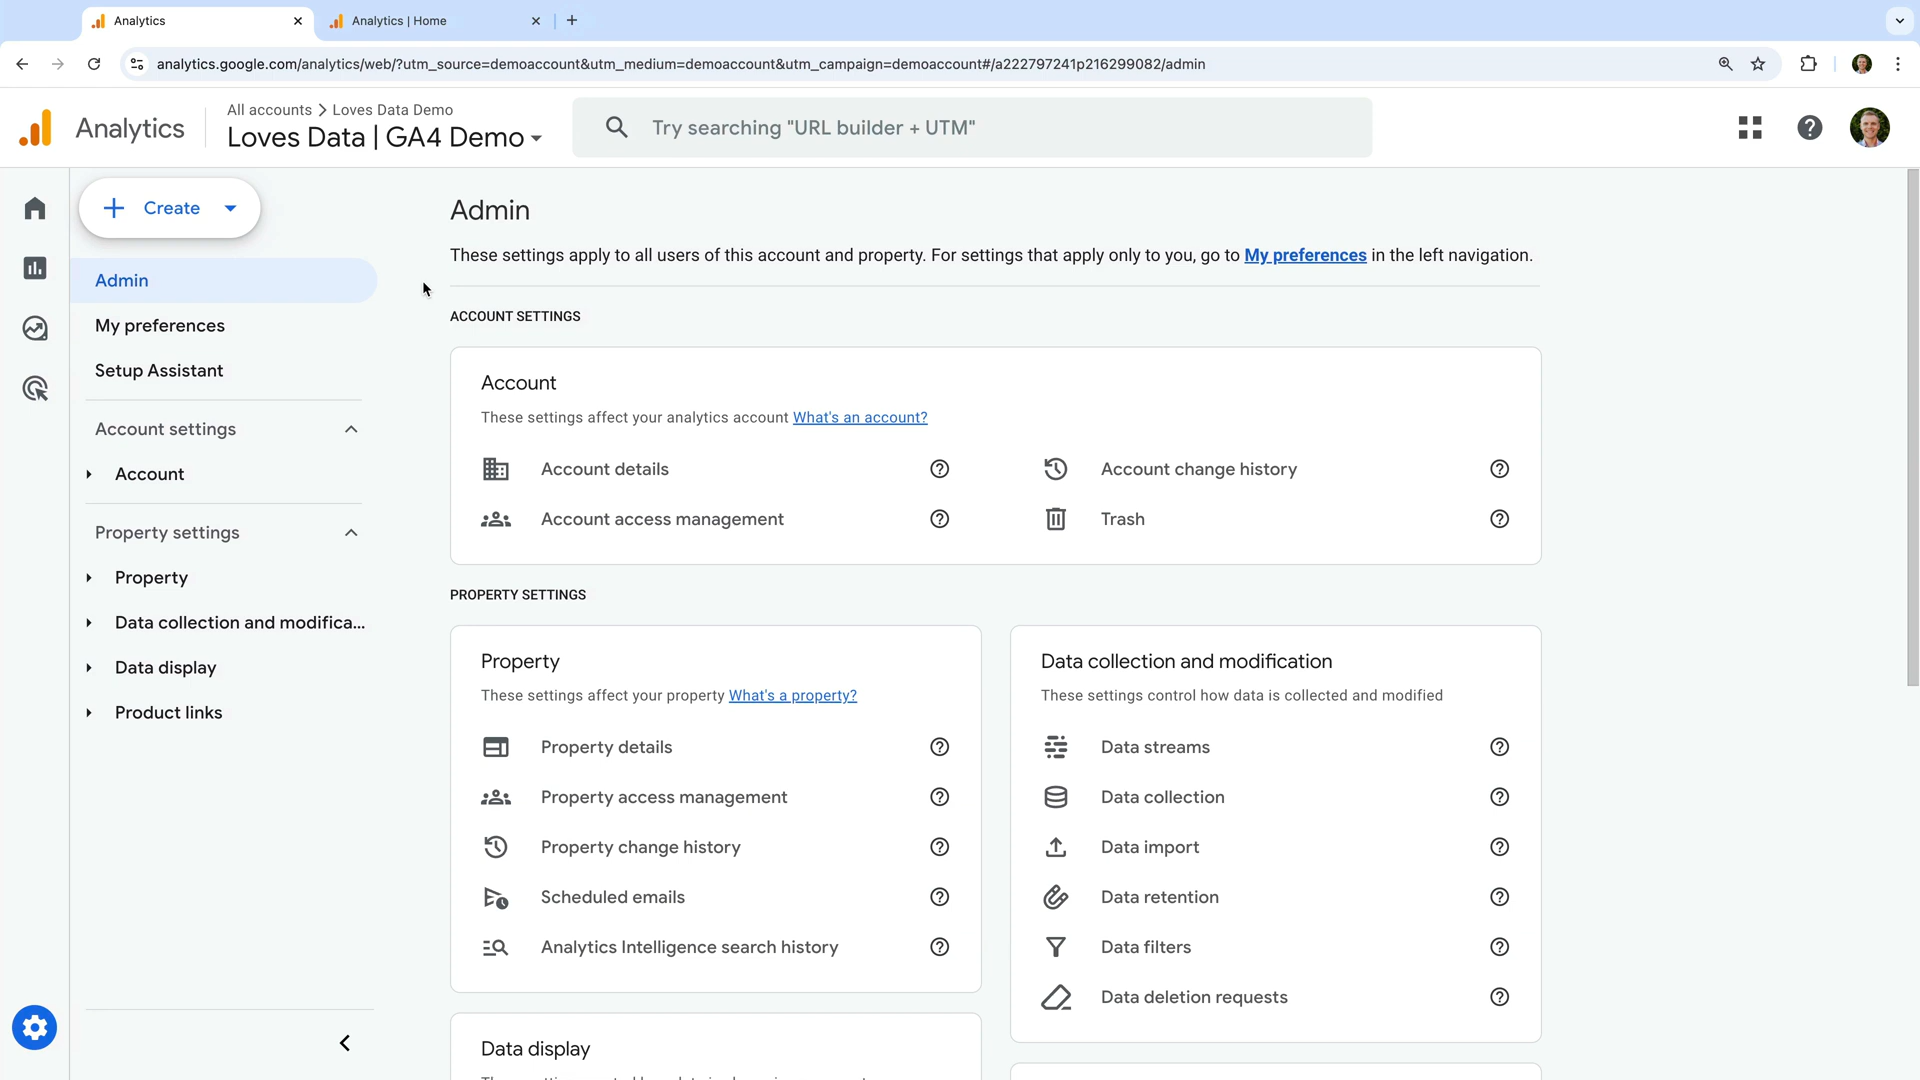 Analytics
Analytics | Home
analytics.google.com/analytics/web/?utm_source=demoaccount&utm_medium=demoaccount&utm_campaign=demoaccount#/a222797241p216299082/admin
Analytics
All accounts > Loves Data Demo
Loves Data | GA4 Demo
Try searching "URL builder + UTM"
Create
Admin
My preferences
Setup Assistant
Account settings
Account
Property settings
Property
Data collection and modifica...
Data display
Product links
Admin
These settings apply to all users of this account and property. For settings that apply only to you, go to My preferences in the left navigation.
ACCOUNT SETTINGS
Account
These settings affect your analytics account What's an account?
Account details
Account change history
Account access management
Trash
PROPERTY SETTINGS
Property
These settings affect your property What's a property?
Property details
Property access management
Property change history
Scheduled emails
Analytics Intelligence search history
Data collection and modification
These settings control how data is collected and modified
Data streams
Data collection
Data import
Data retention
Data filters
Data deletion requests
Data display